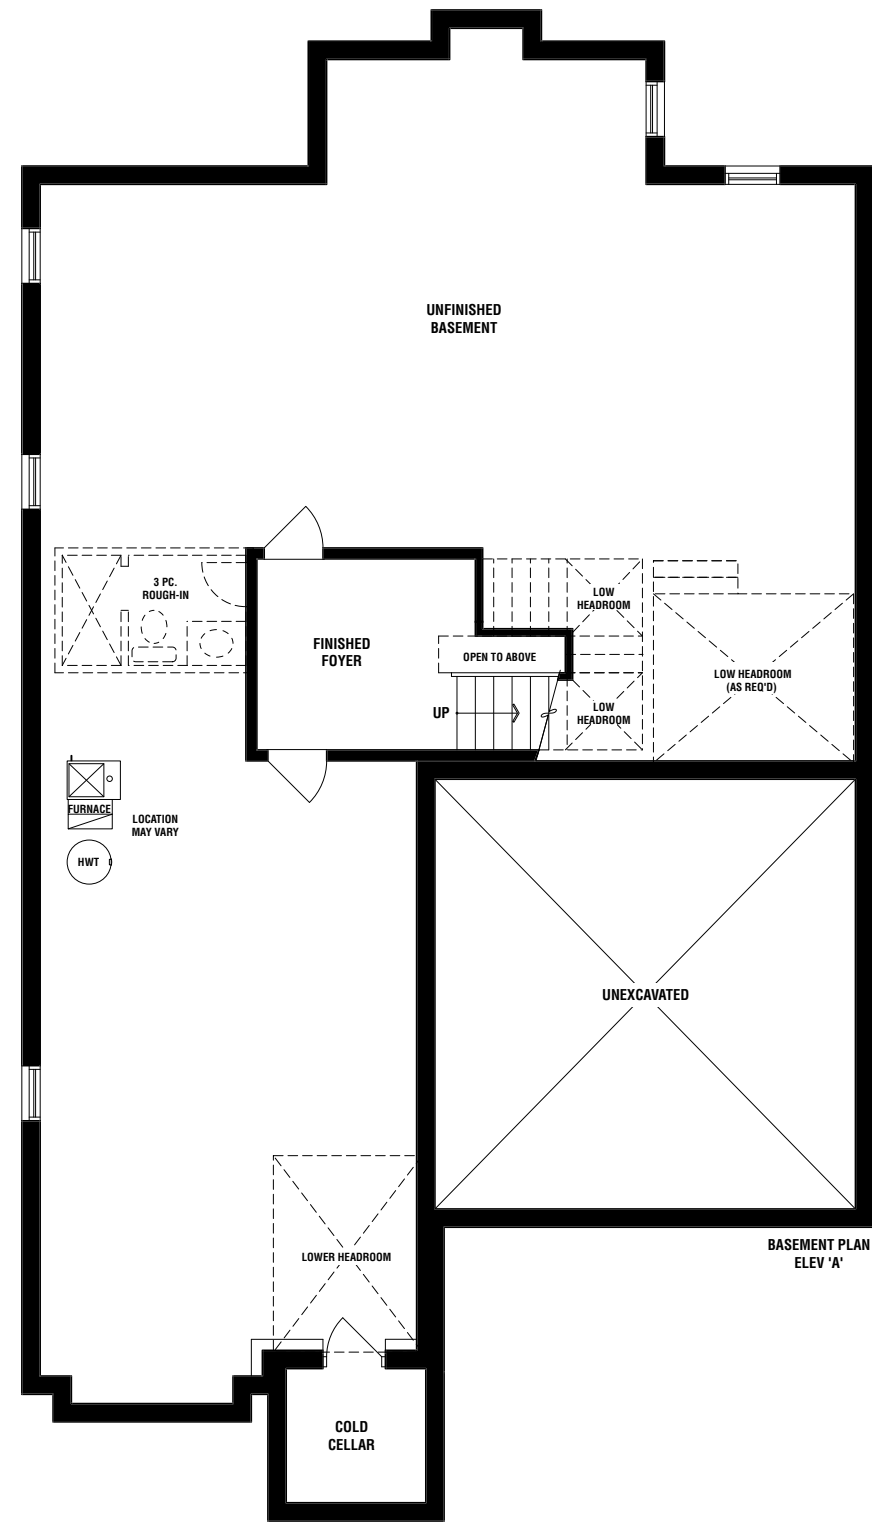 UNFINISHED
BASEMENT
3 PC.
ROUGH-IN
LOW
HEADROOM
FINISHED
FOYER
OPEN TO ABOVE
LOW HEADROOM
(AS REQ'D)
UP
LOW
HEADROOM
FURNACE
LOCATION
MAY VARY
HWT
UNEXCAVATED
LOWER HEADROOM
BASEMENT PLAN
ELEV 'A'
COLD
CELLAR